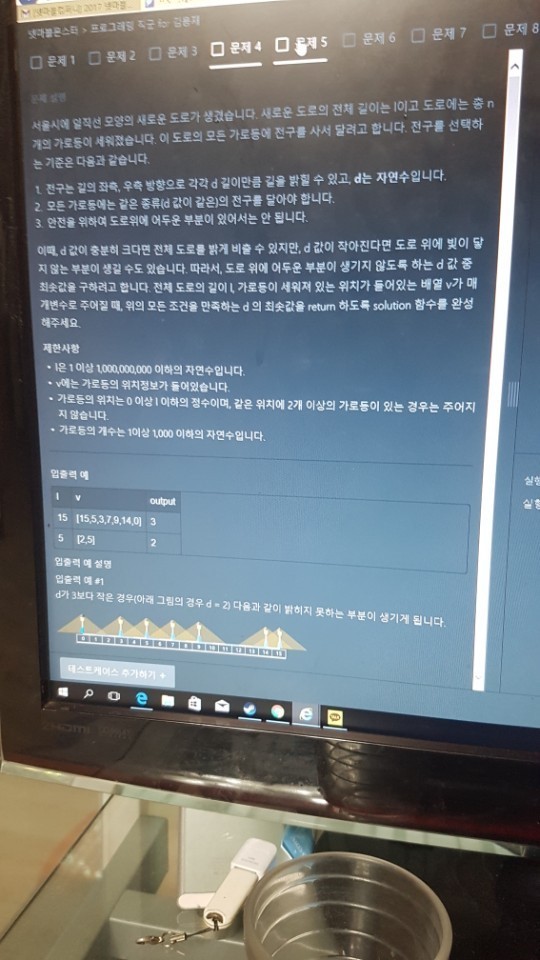 넷마블몬스터 > 프로그래밍 직군
문제 1
문제 2
문제 3
문제 4
문제 5
문제 6
문제 7
문제 8
문제 설명
서울시에 일직선 모양의 새로운 도로가 생겼습니다. 새로운 도로의 전체 길이는 l이고 도로에는 총 n
개의 가로등이 세워졌습니다. 이 도로의 모든 가로등에 전구를 사서 달려고 합니다. 전구를 선택하
는 기준은 다음과 같습니다.
1. 전구는 길의 좌측, 우측 방향으로 각각 d 길이만큼 길을 밝힐 수 있고, d는 자연수입니다.
2. 모든 가로등에는 같은 종류(d 값이 같은)의 전구를 달아야 합니다.
3. 안전을 위하여 도로위에 어두운 부분이 있어서는 안 됩니다.
이때, d 값이 충분히 크다면 전체 도로를 밝게 비출 수 있지만, d 값이 작아진다면 도로 위에 빛이 닿
지 않는 부분이 생길 수도 있습니다. 따라서, 도로 위에 어두운 부분이 생기지 않도록 하는 d 값 중
최솟값을 구하려고 합니다. 전체 도로의 길이 l, 가로등이 세워져 있는 위치가 들어있는 배열 v가 매
개변수로 주어질 때, 위의 모든 조건을 만족하는 d 의 최솟값을 return 하도록 solution 함수를 완성
해주세요.
제한사항
• l은 1 이상 1,000,000,000 이하의 자연수입니다.
• v에는 가로등의 위치정보가 들어있습니다.
• 가로등의 위치는 0 이상 l 이하의 정수이며, 같은 위치에 2개 이상의 가로등이 있는 경우는 주어지
지 않습니다.
• 가로등의 개수는 1이상 1,000 이하의 자연수입니다.
입출력 예
l v output
15 [15,5,3,7,9,14,0] 3
5 [2,5] 2
입출력 예 설명
입출력 예 #1
d가 3보다 작은 경우(아래 그림의 경우 d = 2) 다음과 같이 밝히지 못하는 부분이 생기게 됩니다.
0 1 2 3 4 5 6 7 8 9 10 11 12 13 14 15
테스트케이스 추가하기 +